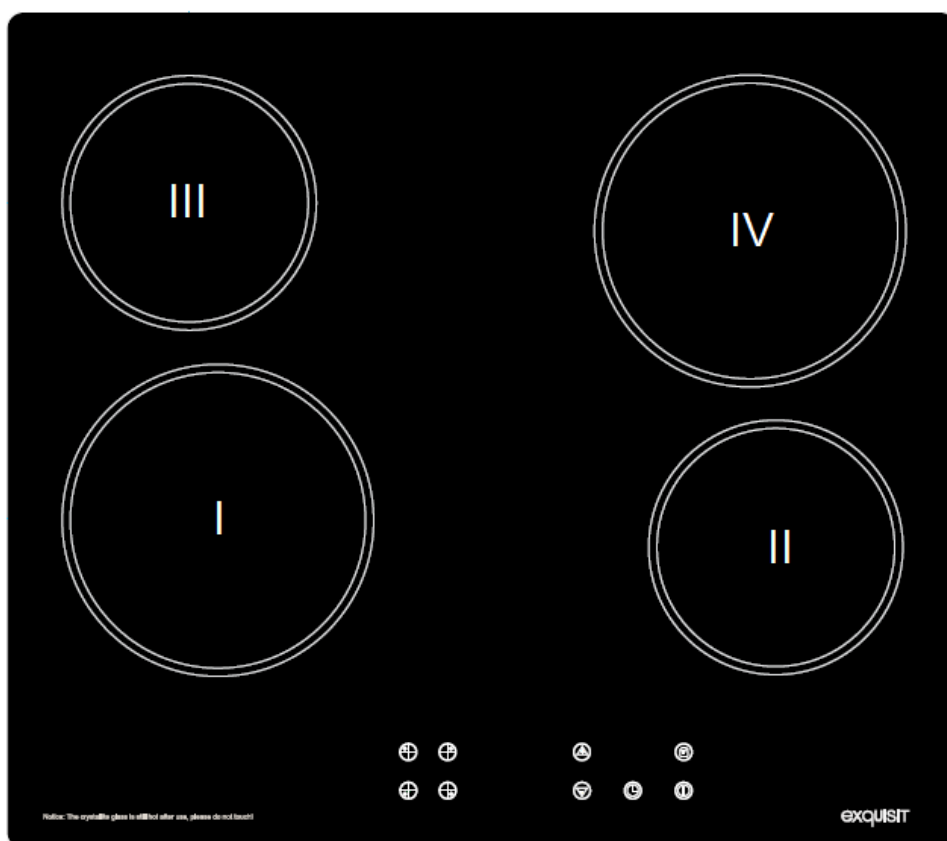 III
IV
I
II
Notice: The crystallite glass is still hot after use, please do not touch!
exquisit